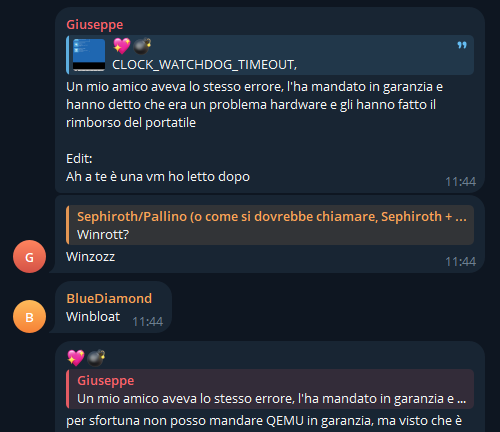 Giuseppe
💖💣
CLOCK_WATCHDOG_TIMEOUT,
Un mio amico aveva lo stesso errore, l'ha mandato in garanzia e
hanno detto che era un problema hardware e gli hanno fatto il
rimborso del portatile
Edit:
Ah a te è una vm ho letto dopo
11:44
Sephiroth/Pallino (o come si dovrebbe chiamare, Sephiroth + ...
Winrott?
Winzozz
11:44
G
BlueDiamond
Winbloat 11:44
B
💖💣
Giuseppe
Un mio amico aveva lo stesso errore, l'ha mandato in garanzia e ...
per sfortuna non posso mandare QEMU in garanzia, ma visto che è